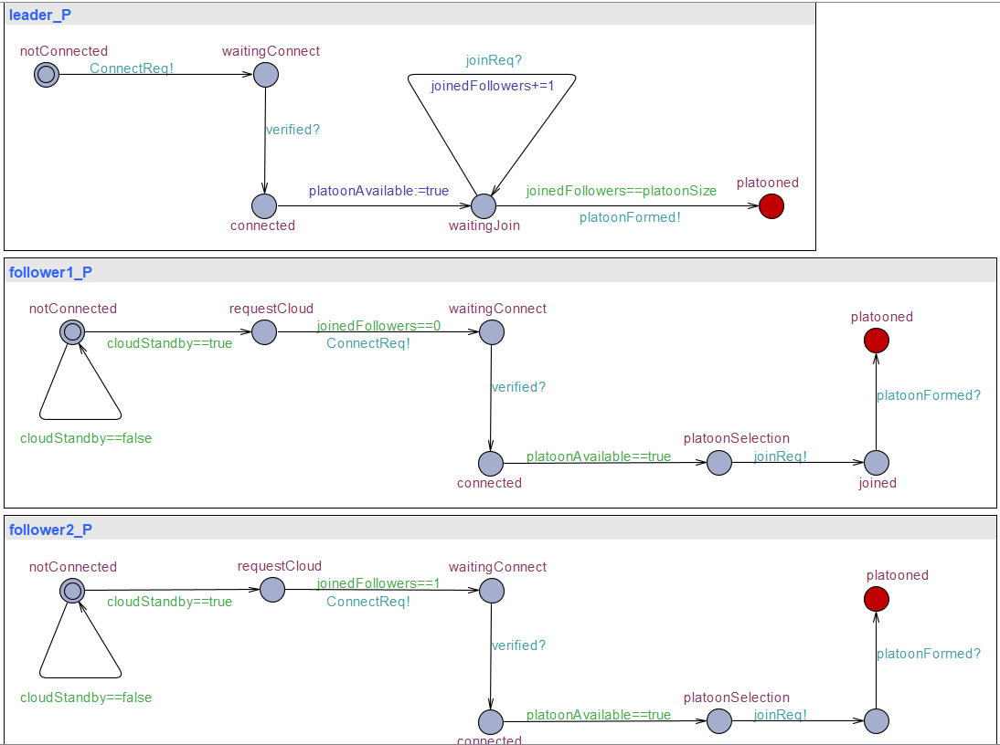 leader_P
notConnected
ConnectReq!
waitingConnect
joinReq?
joinedFollowers+=1
verified?
platoonAvailable:=true
joinedFollowers==platoonSize
platooned
connected
waitingJoin
platoonFormed!
follower1_P
notConnected
requestCloud
waitingConnect
platooned
joinedFollowers==0
cloudStandby==true
ConnectReq!
verified?
platoonFormed?
cloudStandby==false
platoonSelection
platoonAvailable==true
joinReq!
connected
joined
follower2_P
notConnected
requestCloud
waitingConnect
platooned
joinedFollowers==1
cloudStandby==true
ConnectReq!
verified?
platoonFormed?
cloudStandby==false
platoonSelection
platoonAvailable==true
joinReq!
connected